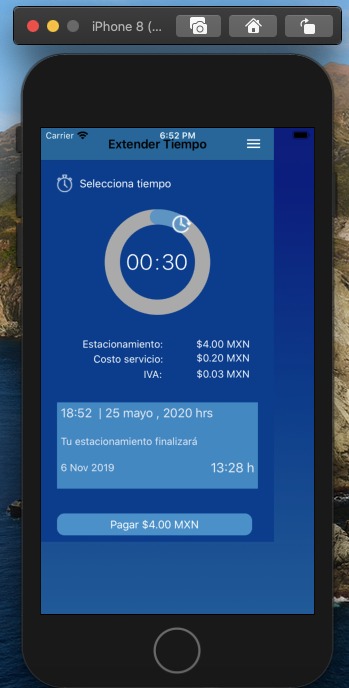 iPhone 8 (...
Carrier 6:52 PM
Extender Tiempo
Selecciona tiempo
00:30
Estacionamiento: $4.00 MXN
Costo servicio: $0.20 MXN
IVA: $0.03 MXN
18:52 | 25 mayo , 2020 hrs
Tu estacionamiento finalizará
6 Nov 2019 13:28 h
Pagar $4.00 MXN